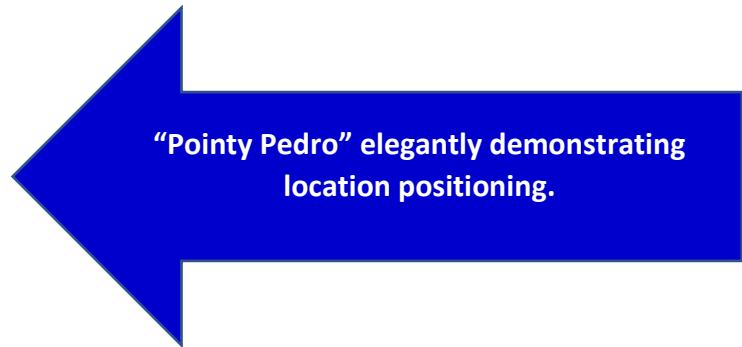 “Pointy Pedro” elegantly demonstrating
location positioning.